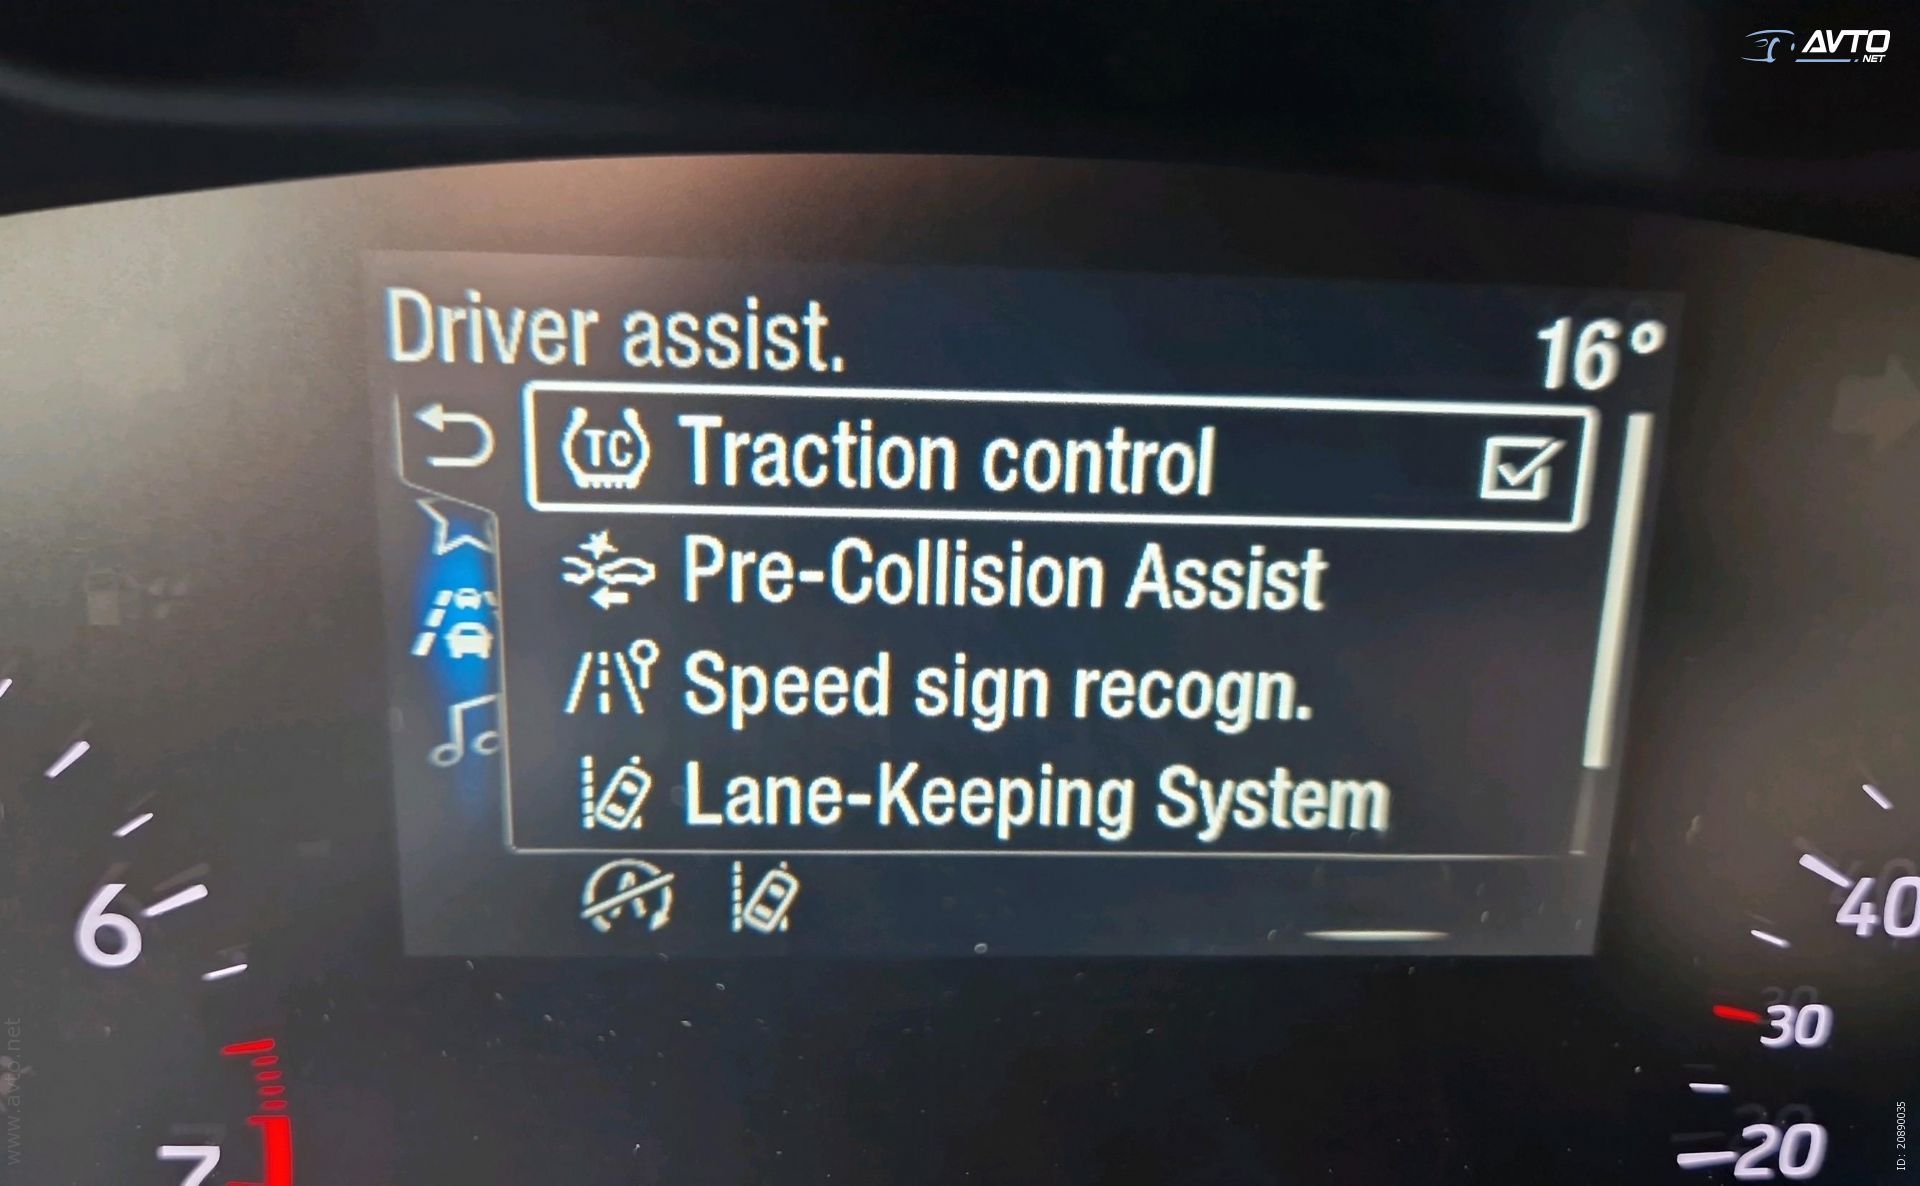 AVTO
.NET
Driver assist.
16°
TC Traction control
Pre-Collision Assist
Speed sign recogn.
Lane-Keeping System
A
6
7
40
30
20
www.avto.net
ID: 20890035